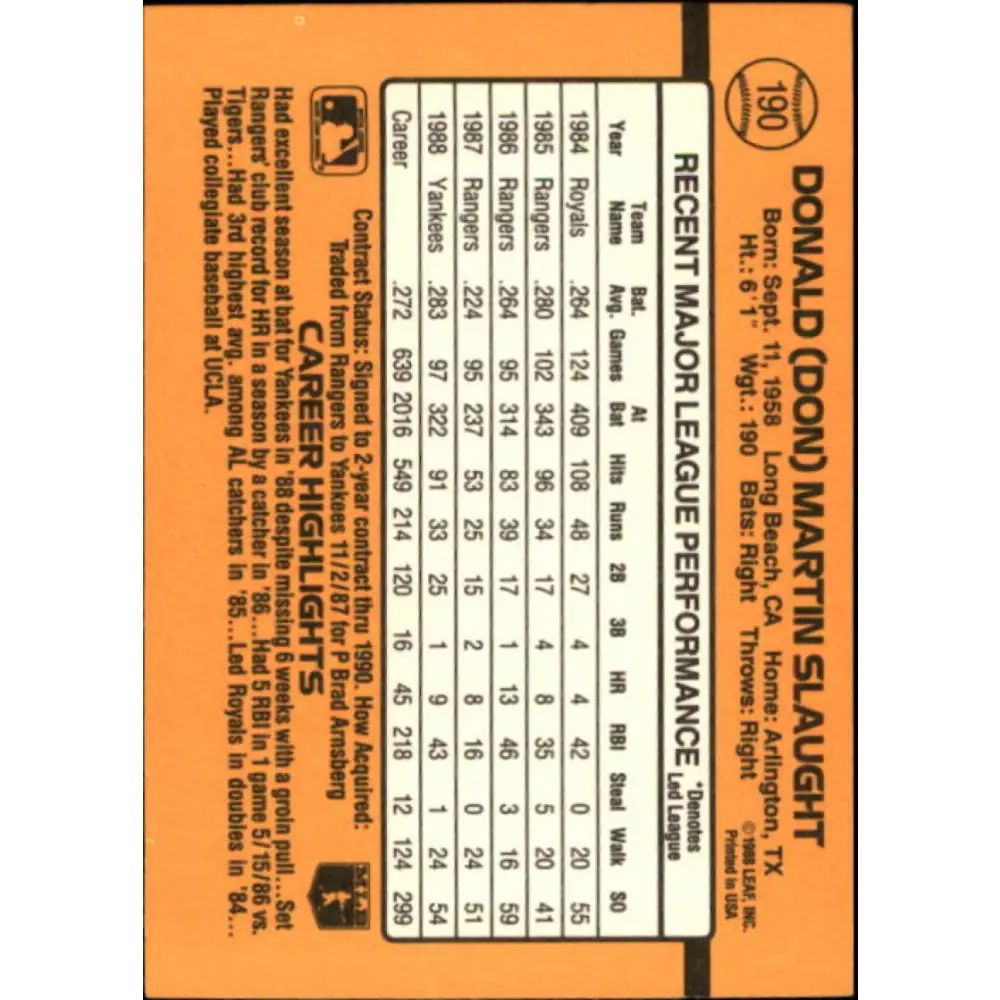 190
DONALD (DON) MARTIN SLAUGHT
Born: Sept. 11, 1958 Long Beach, CA Home: Arlington, TX
Ht.: 6'1" Wgt.: 190 Bats: Right Throws: Right
©1988 LEAF, INC.
Printed in USA
RECENT MAJOR LEAGUE PERFORMANCE *Denotes Led League
Year Team Name Bat. Avg. Games At Bat Hits Runs 2B 3B HR RBI Steal Walk SO
1984 Royals .264 124 409 108 48 27 4 4 42 0 20 55
1985 Rangers .280 102 343 96 34 17 4 8 35 5 20 41
1986 Rangers .264 95 314 83 39 17 1 13 46 3 16 59
1987 Rangers .224 95 237 53 25 15 2 8 16 0 24 51
1988 Yankees .283 97 322 91 33 25 1 9 43 1 24 54
Career .272 639 2016 549 214 120 16 45 218 12 124 299
Contract Status: Signed to 2-year contract thru 1990. How Acquired:
Traded from Rangers to Yankees 11/2/87 for P Brad Arnsberg
MLB
CAREER HIGHLIGHTS
Had excellent season at bat for Yankees in '88 despite missing 6 weeks with a groin pull...Set
Rangers' club record for HR in a season by a catcher in '86...Had 5 RBI in 1 game 5/15/86 vs.
Tigers...Had 3rd highest avg. among AL catchers in '85...Led Royals in doubles in '84...
Played collegiate baseball at UCLA.